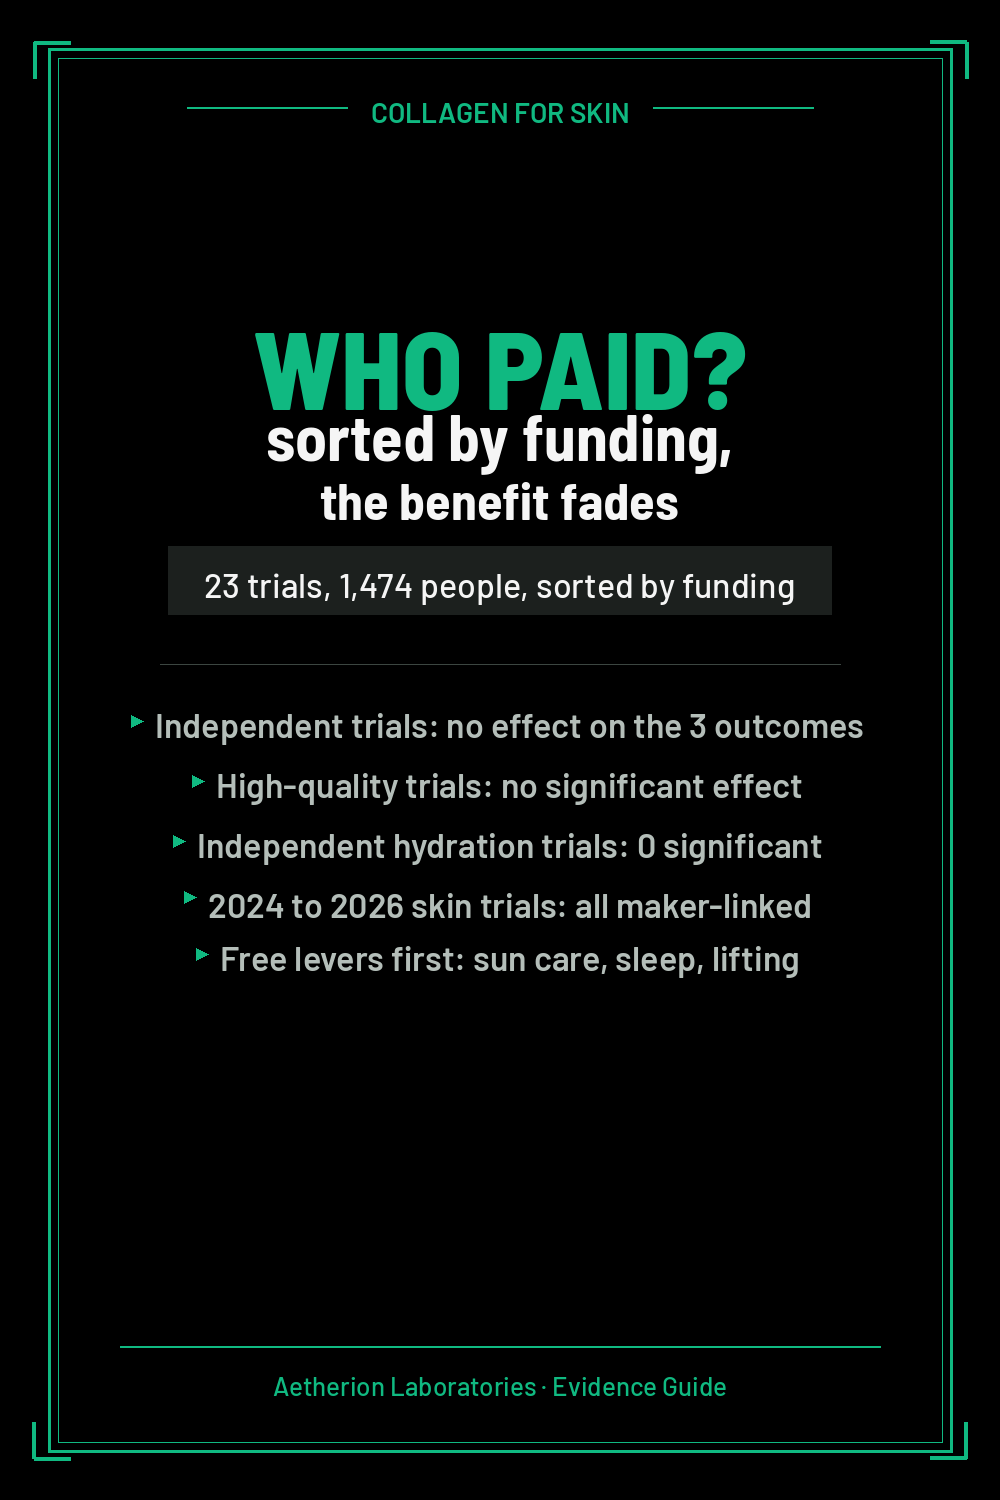 COLLAGEN FOR SKIN
WHO PAID?
sorted by funding,
the benefit fades
23 trials, 1,474 people, sorted by funding
Independent trials: no effect on the 3 outcomes
High-quality trials: no significant effect
Independent hydration trials: 0 significant
2024 to 2026 skin trials: all maker-linked
Free levers first: sun care, sleep, lifting
Aetherion Laboratories · Evidence Guide